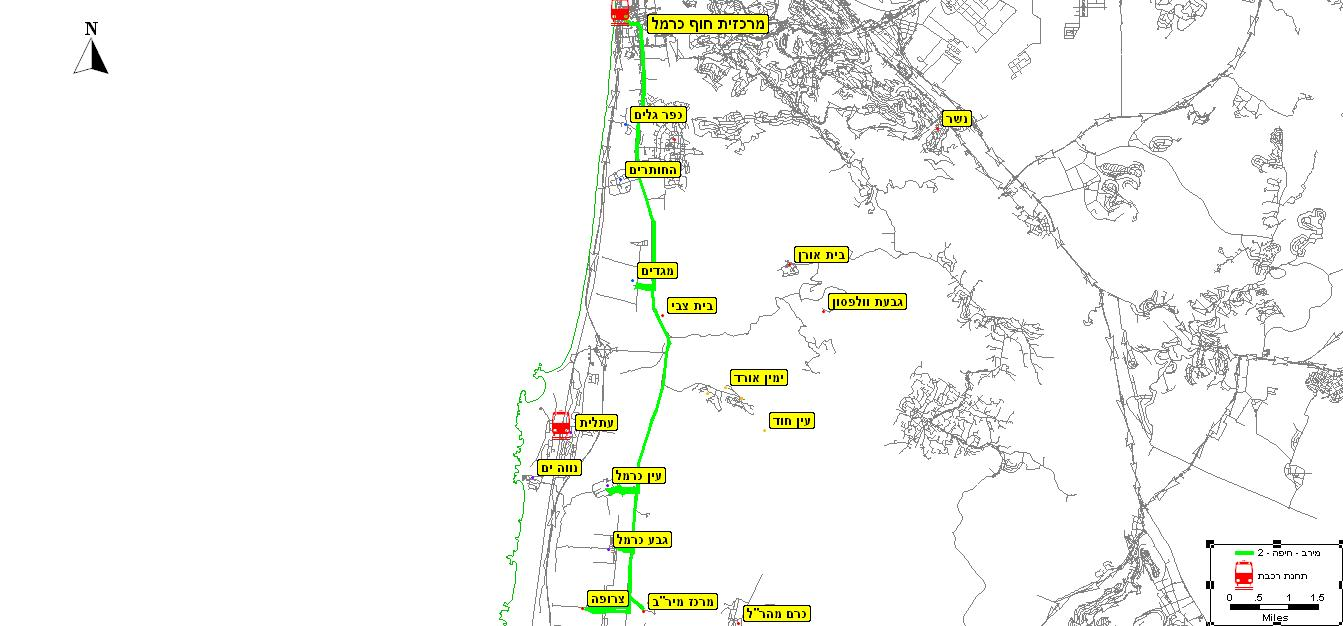 N
מרכזית חוף כרמל
כפר גלים
נשר
החותרים
בית אורן
מגדים
גבעת וולפסון
בית צבי
ימין אורד
עין חוד
עתלית
נווה ים
עין כרמל
גבע כרמל
צרופה
מרכז מיר"ב
כרם מהר"ל
מירב - חיפה - 2
תחנת רכבת
0 .5 1 1.5
Miles